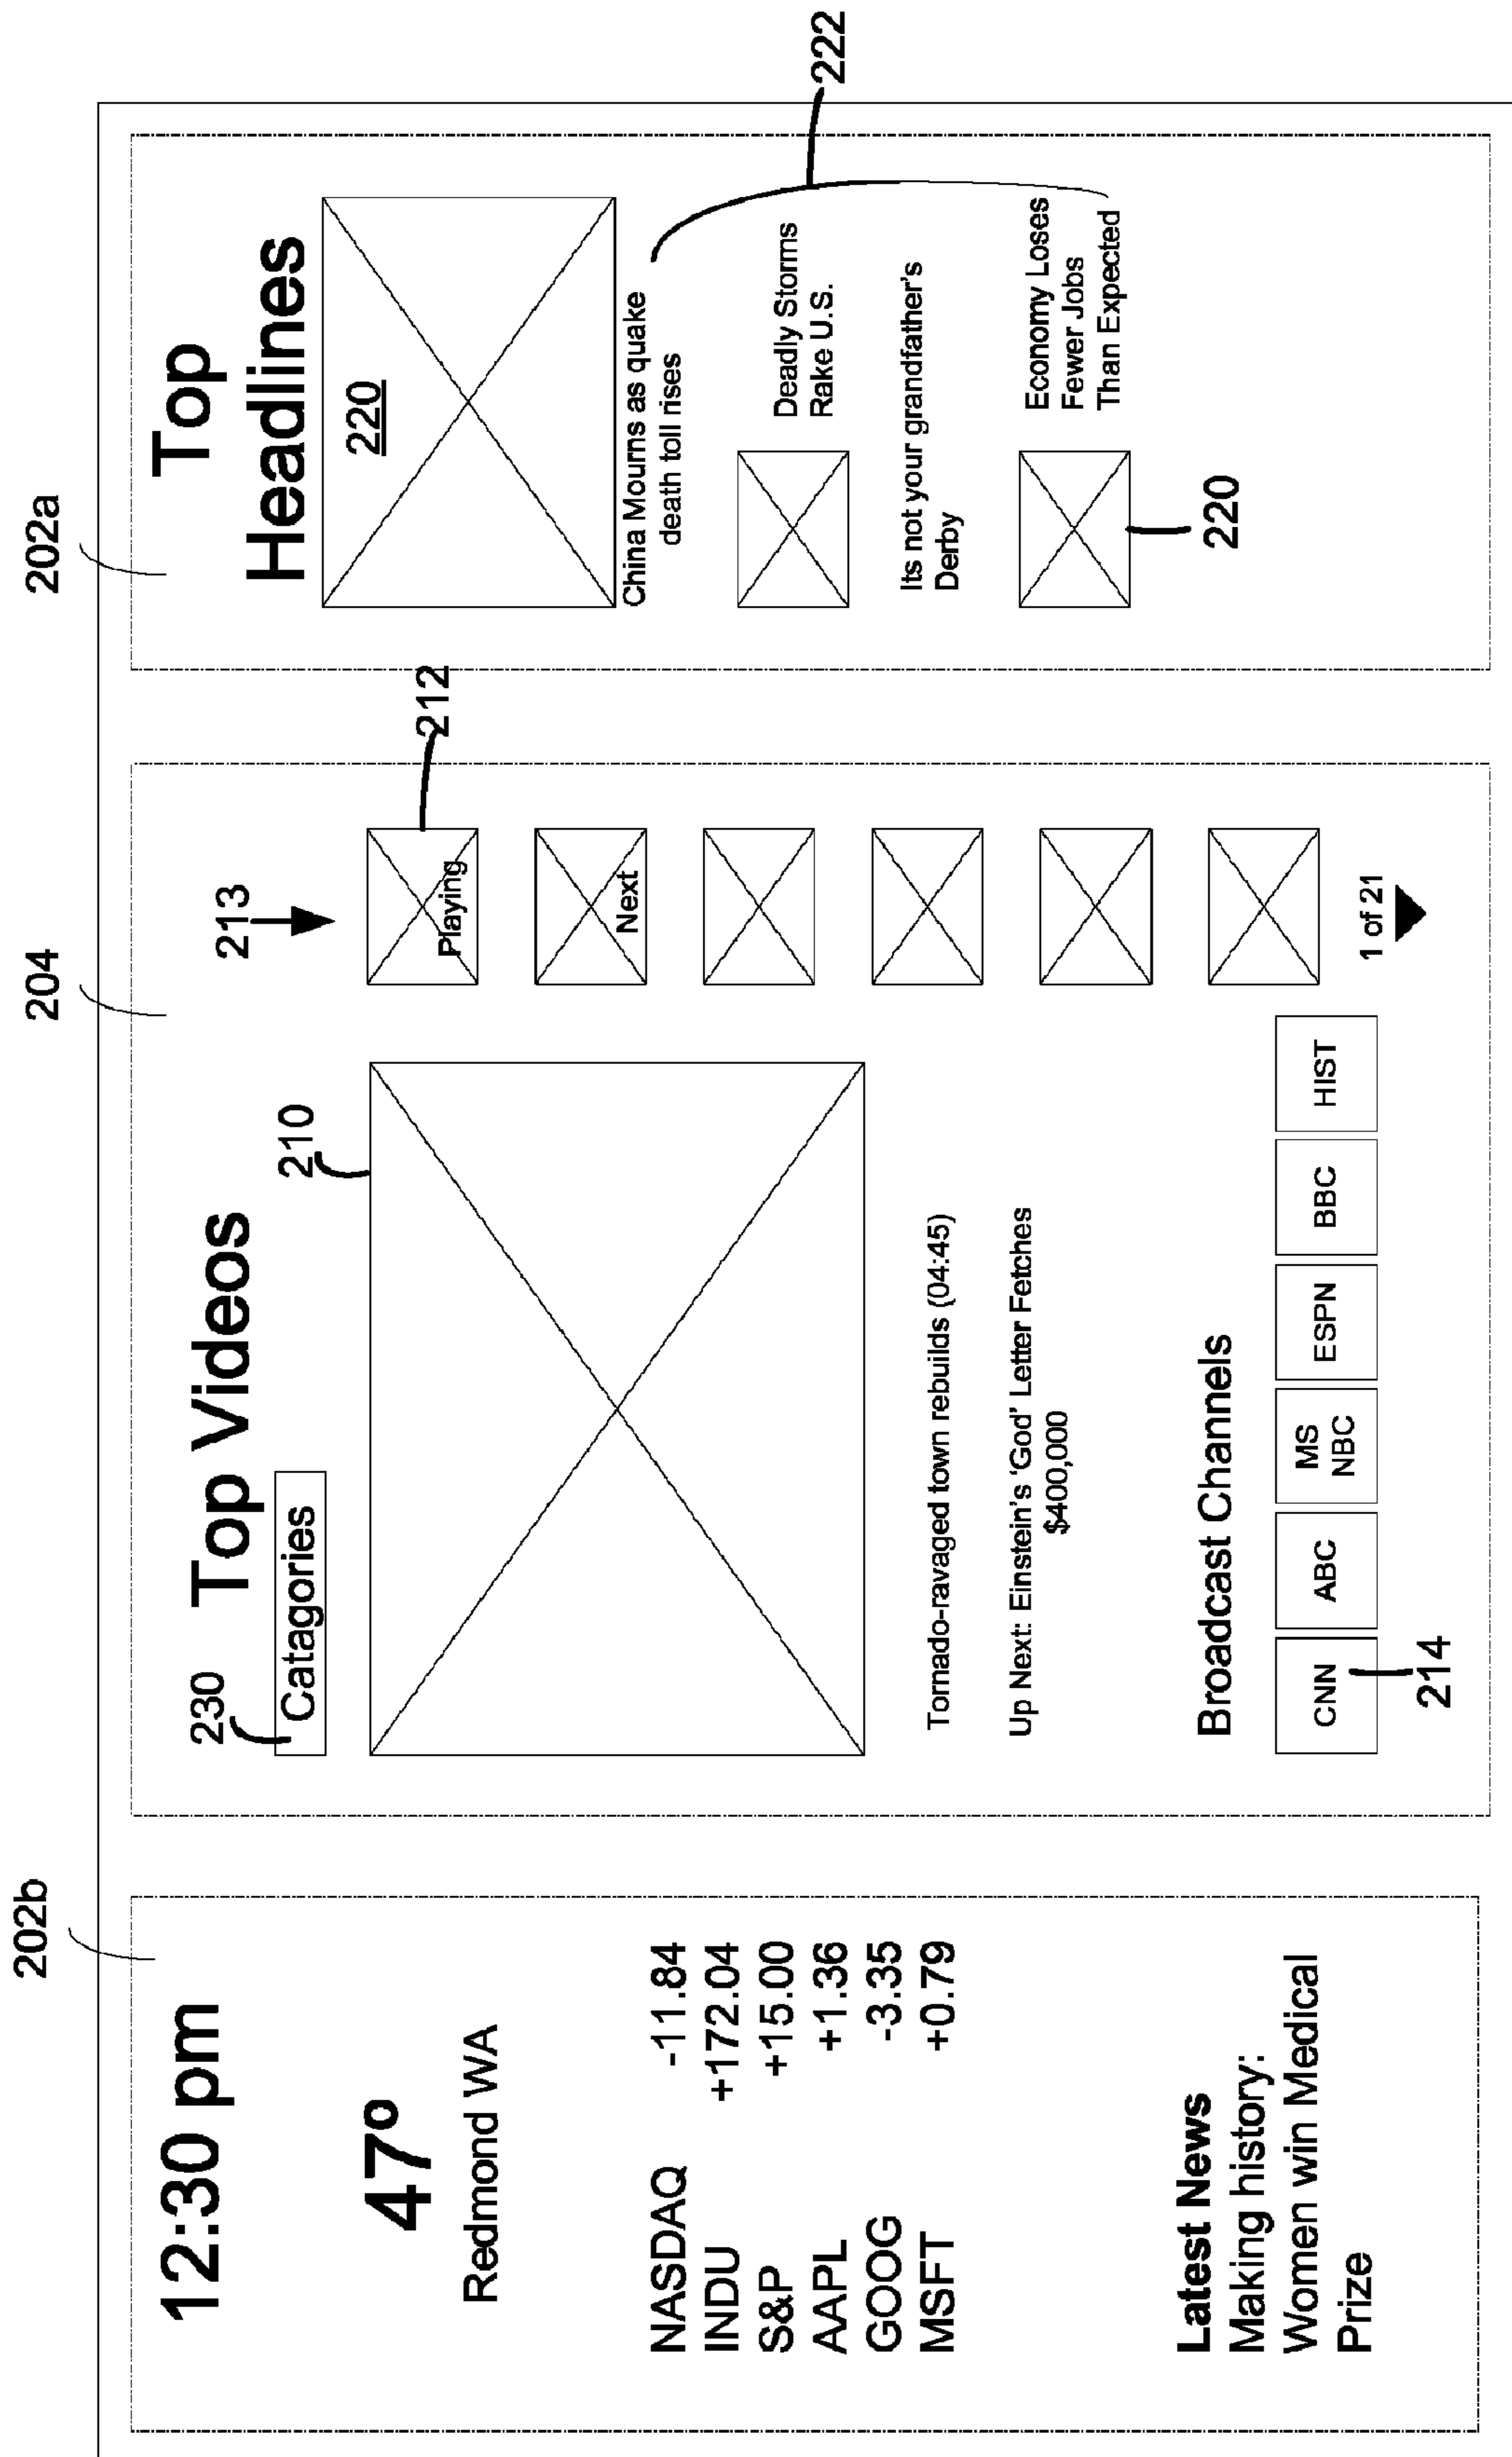 202b
12:30 pm
47º
Redmond WA
NASDAQ -11.84
INDU +172.04
S&P +15.00
AAPL +1.36
GOOG -3.35
MSFT +0.79
Latest News
Making history:
Women win Medical
Prize
204
230
Top Videos
Catagories
210
213
212
Playing
Next
1 of 21
Tornado-ravaged town rebuilds (04:45)
Up Next: Einstein's 'God' Letter Fetches
$400,000
Broadcast Channels
CNN
ABC
MS
NBC
ESPN
BBC
HIST
214
202a
Top
Headlines
220
China Mourns as quake
death toll rises
222
Deadly Storms
Rake U.S.
Its not your grandfather's
Derby
Economy Loses
Fewer Jobs
Than Expected
220